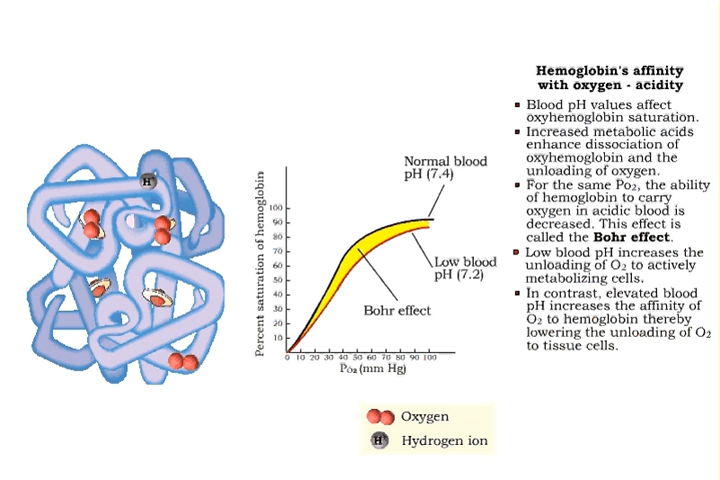 Hemoglobin's affinity
with oxygen - acidity
▪ Blood pH values affect
oxyhemoglobin saturation.
▪ Increased metabolic acids
enhance dissociation of
oxyhemoglobin and the
unloading of oxygen.
▪ For the same Po2, the ability
of hemoglobin to carry
oxygen in acidic blood is
decreased. This effect is
called the Bohr effect.
▪ Low blood pH increases the
unloading of O2 to actively
metabolizing cells.
▪ In contrast, elevated blood
pH increases the affinity of
O2 to hemoglobin thereby
lowering the unloading of O2
to tissue cells.
H+
Normal blood
pH (7.4)
Low blood
pH (7.2)
Bohr effect
Percent saturation of hemoglobin
100
90
80
70
60
50
40
30
20
10
0 10 20 30 40 50 60 70 80 90 100
Po2 (mm Hg)
Oxygen
H+ Hydrogen ion